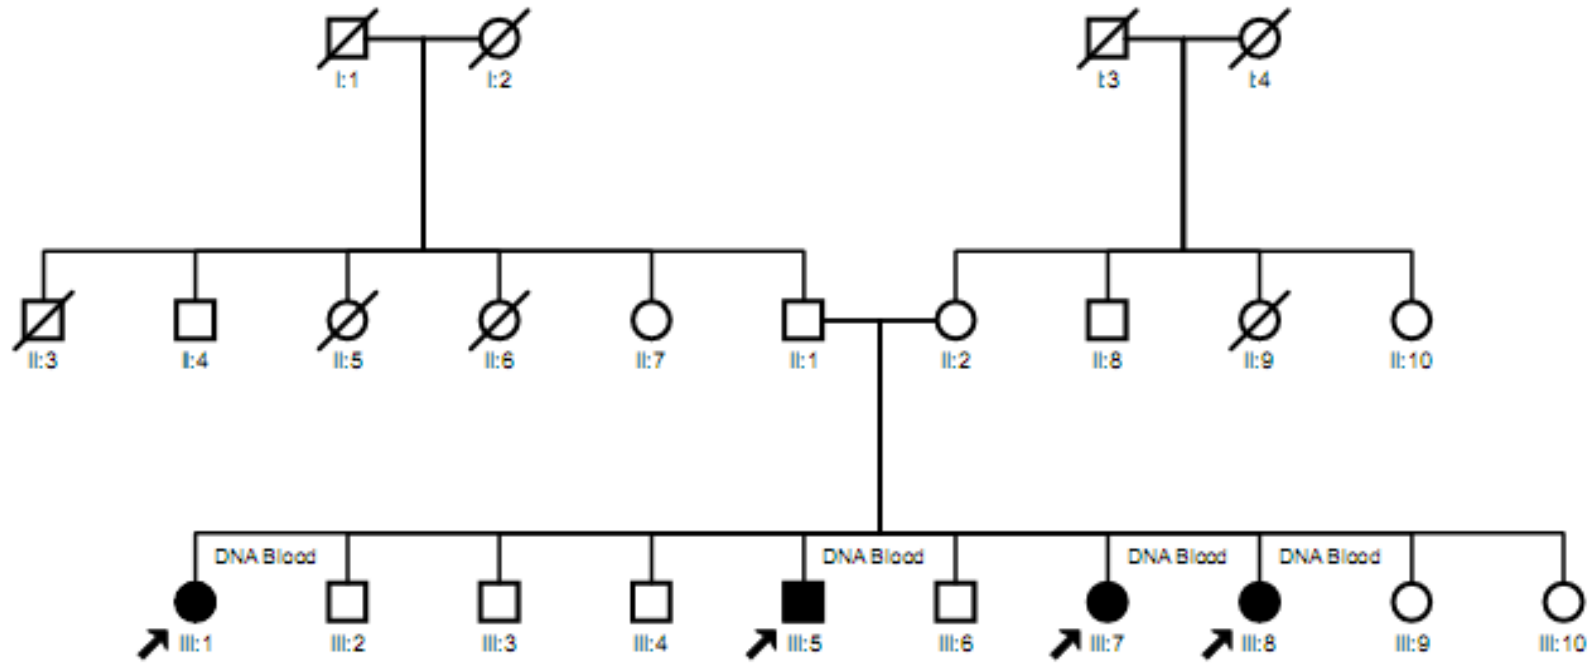 I:1 I:2 I:3 I:4
II:3 II:4 II:5 II:6 II:7 II:1 II:2 II:8 II:9 II:10
DNA Blood DNA Blood DNA Blood DNA Blood
III:1 III:2 III:3 III:4 III:5 III:6 III:7 III:8 III:9 III:10